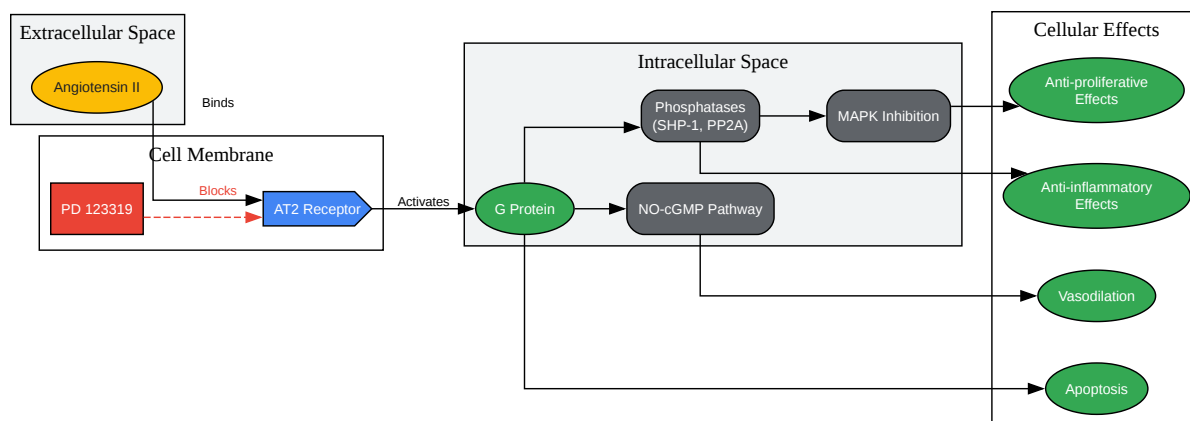 Extracellular Space
Angiotensin II
Binds
Cell Membrane
PD 123319
Blocks
AT2 Receptor
Activates
Intracellular Space
G Protein
Phosphatases
(SHP-1, PP2A)
MAPK Inhibition
NO-cGMP Pathway
Cellular Effects
Anti-proliferative
Effects
Anti-inflammatory
Effects
Vasodilation
Apoptosis